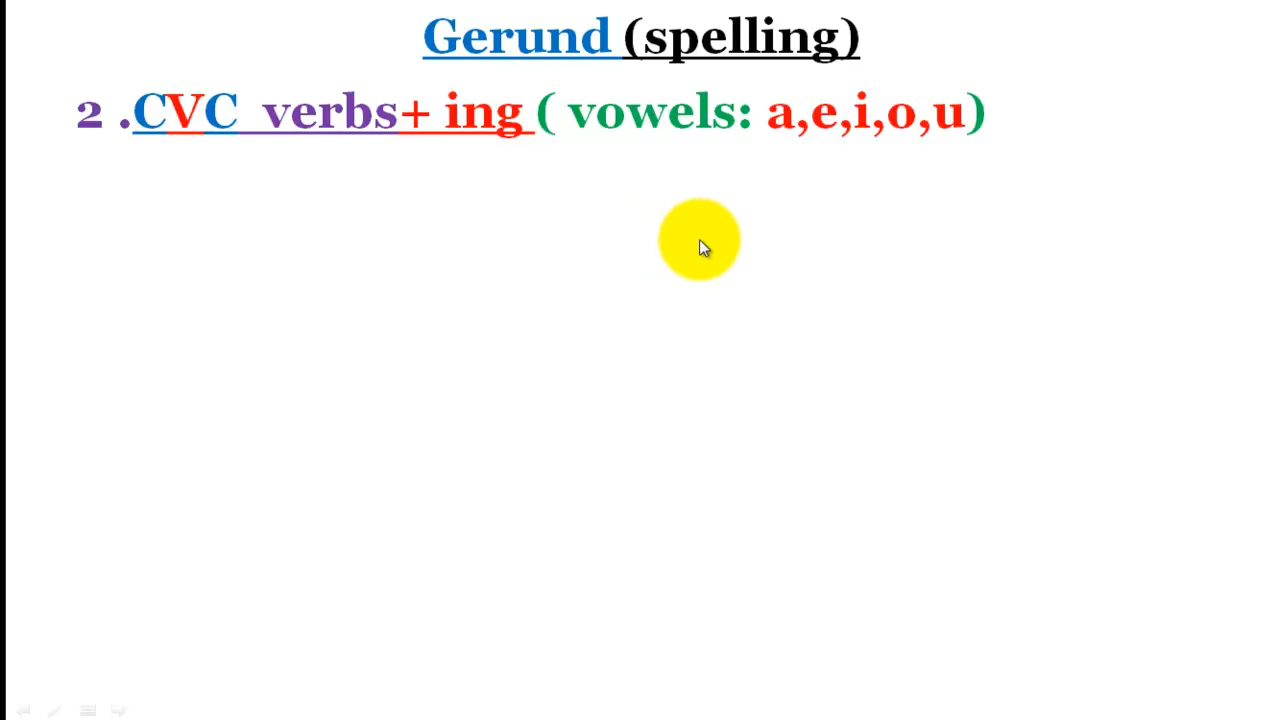 Gerund (spelling)
2 .CVC verbs+ ing ( vowels: a,e,i,o,u)